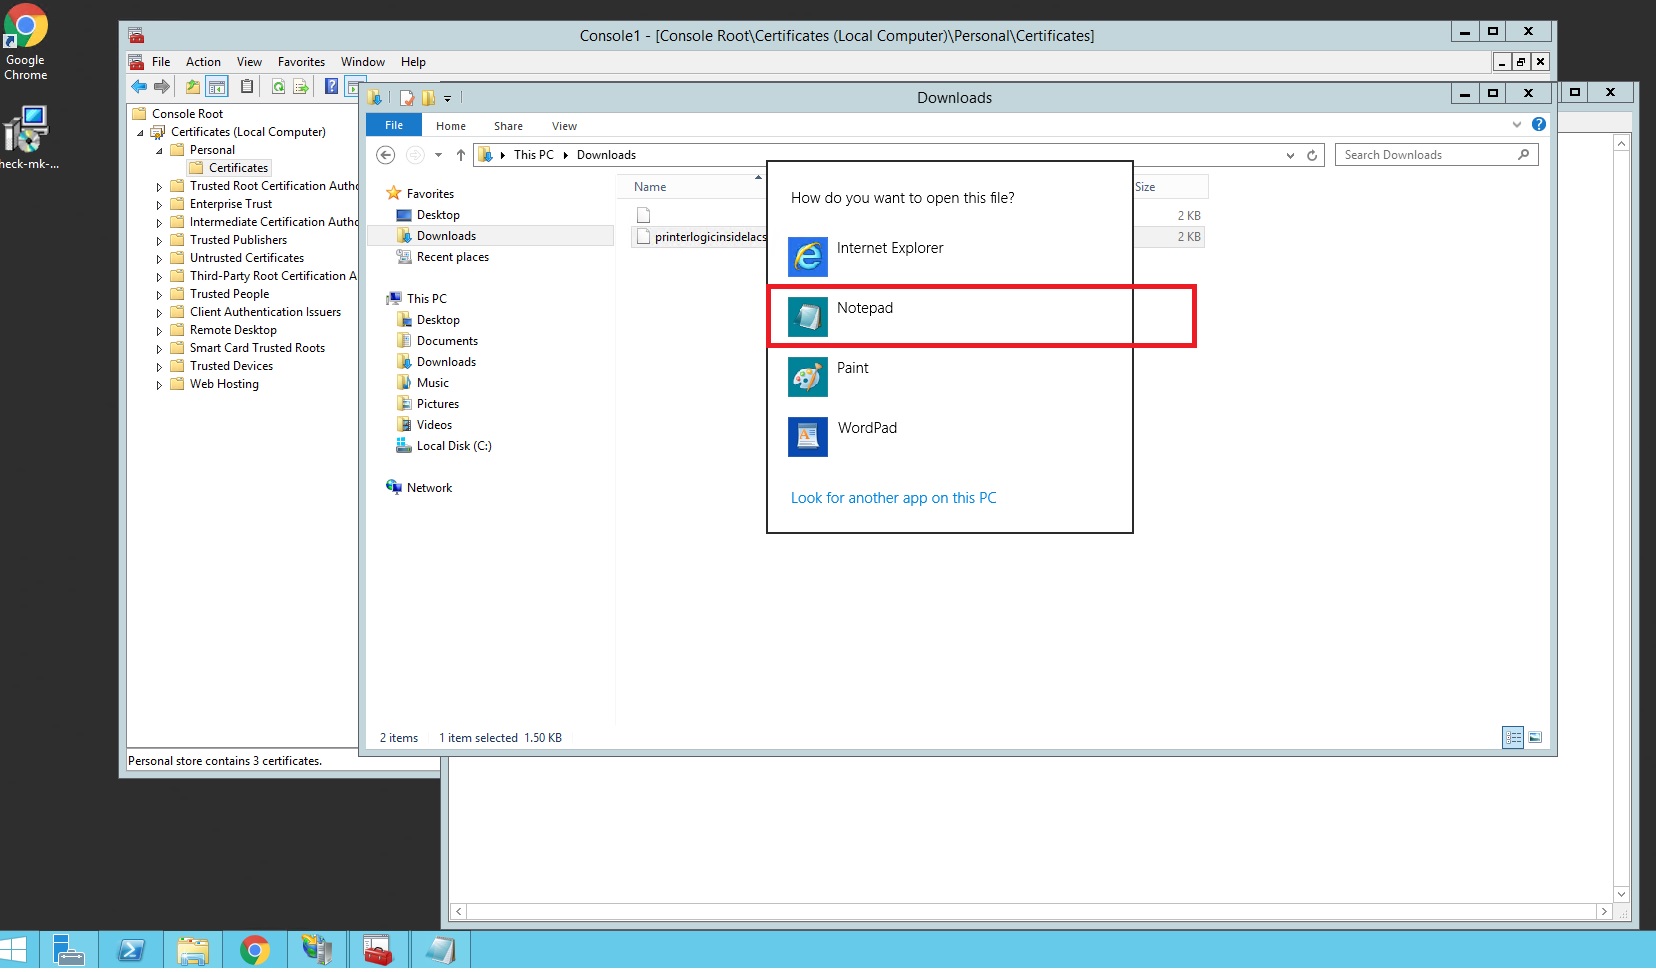 Google
Chrome
heck-mk-...
Console1 - [Console Root\Certificates (Local Computer)\Personal\Certificates]
File Action View Favorites Window Help
Console Root
Certificates (Local Computer)
Personal
Certificates
Trusted Root Certification Autho
Enterprise Trust
Intermediate Certification Autho
Trusted Publishers
Untrusted Certificates
Third-Party Root Certification A
Trusted People
Client Authentication Issuers
Remote Desktop
Smart Card Trusted Roots
Trusted Devices
Web Hosting
Personal store contains 3 certificates.
Downloads
File Home Share View
This PC Downloads
Search Downloads
Favorites
Desktop
Downloads
Recent places
This PC
Desktop
Documents
Downloads
Music
Pictures
Videos
Local Disk (C:)
Network
Name Size
2 KB
printerlogicinsidelacs 2 KB
How do you want to open this file?
Internet Explorer
Notepad
Paint
WordPad
Look for another app on this PC
2 items 1 item selected 1.50 KB